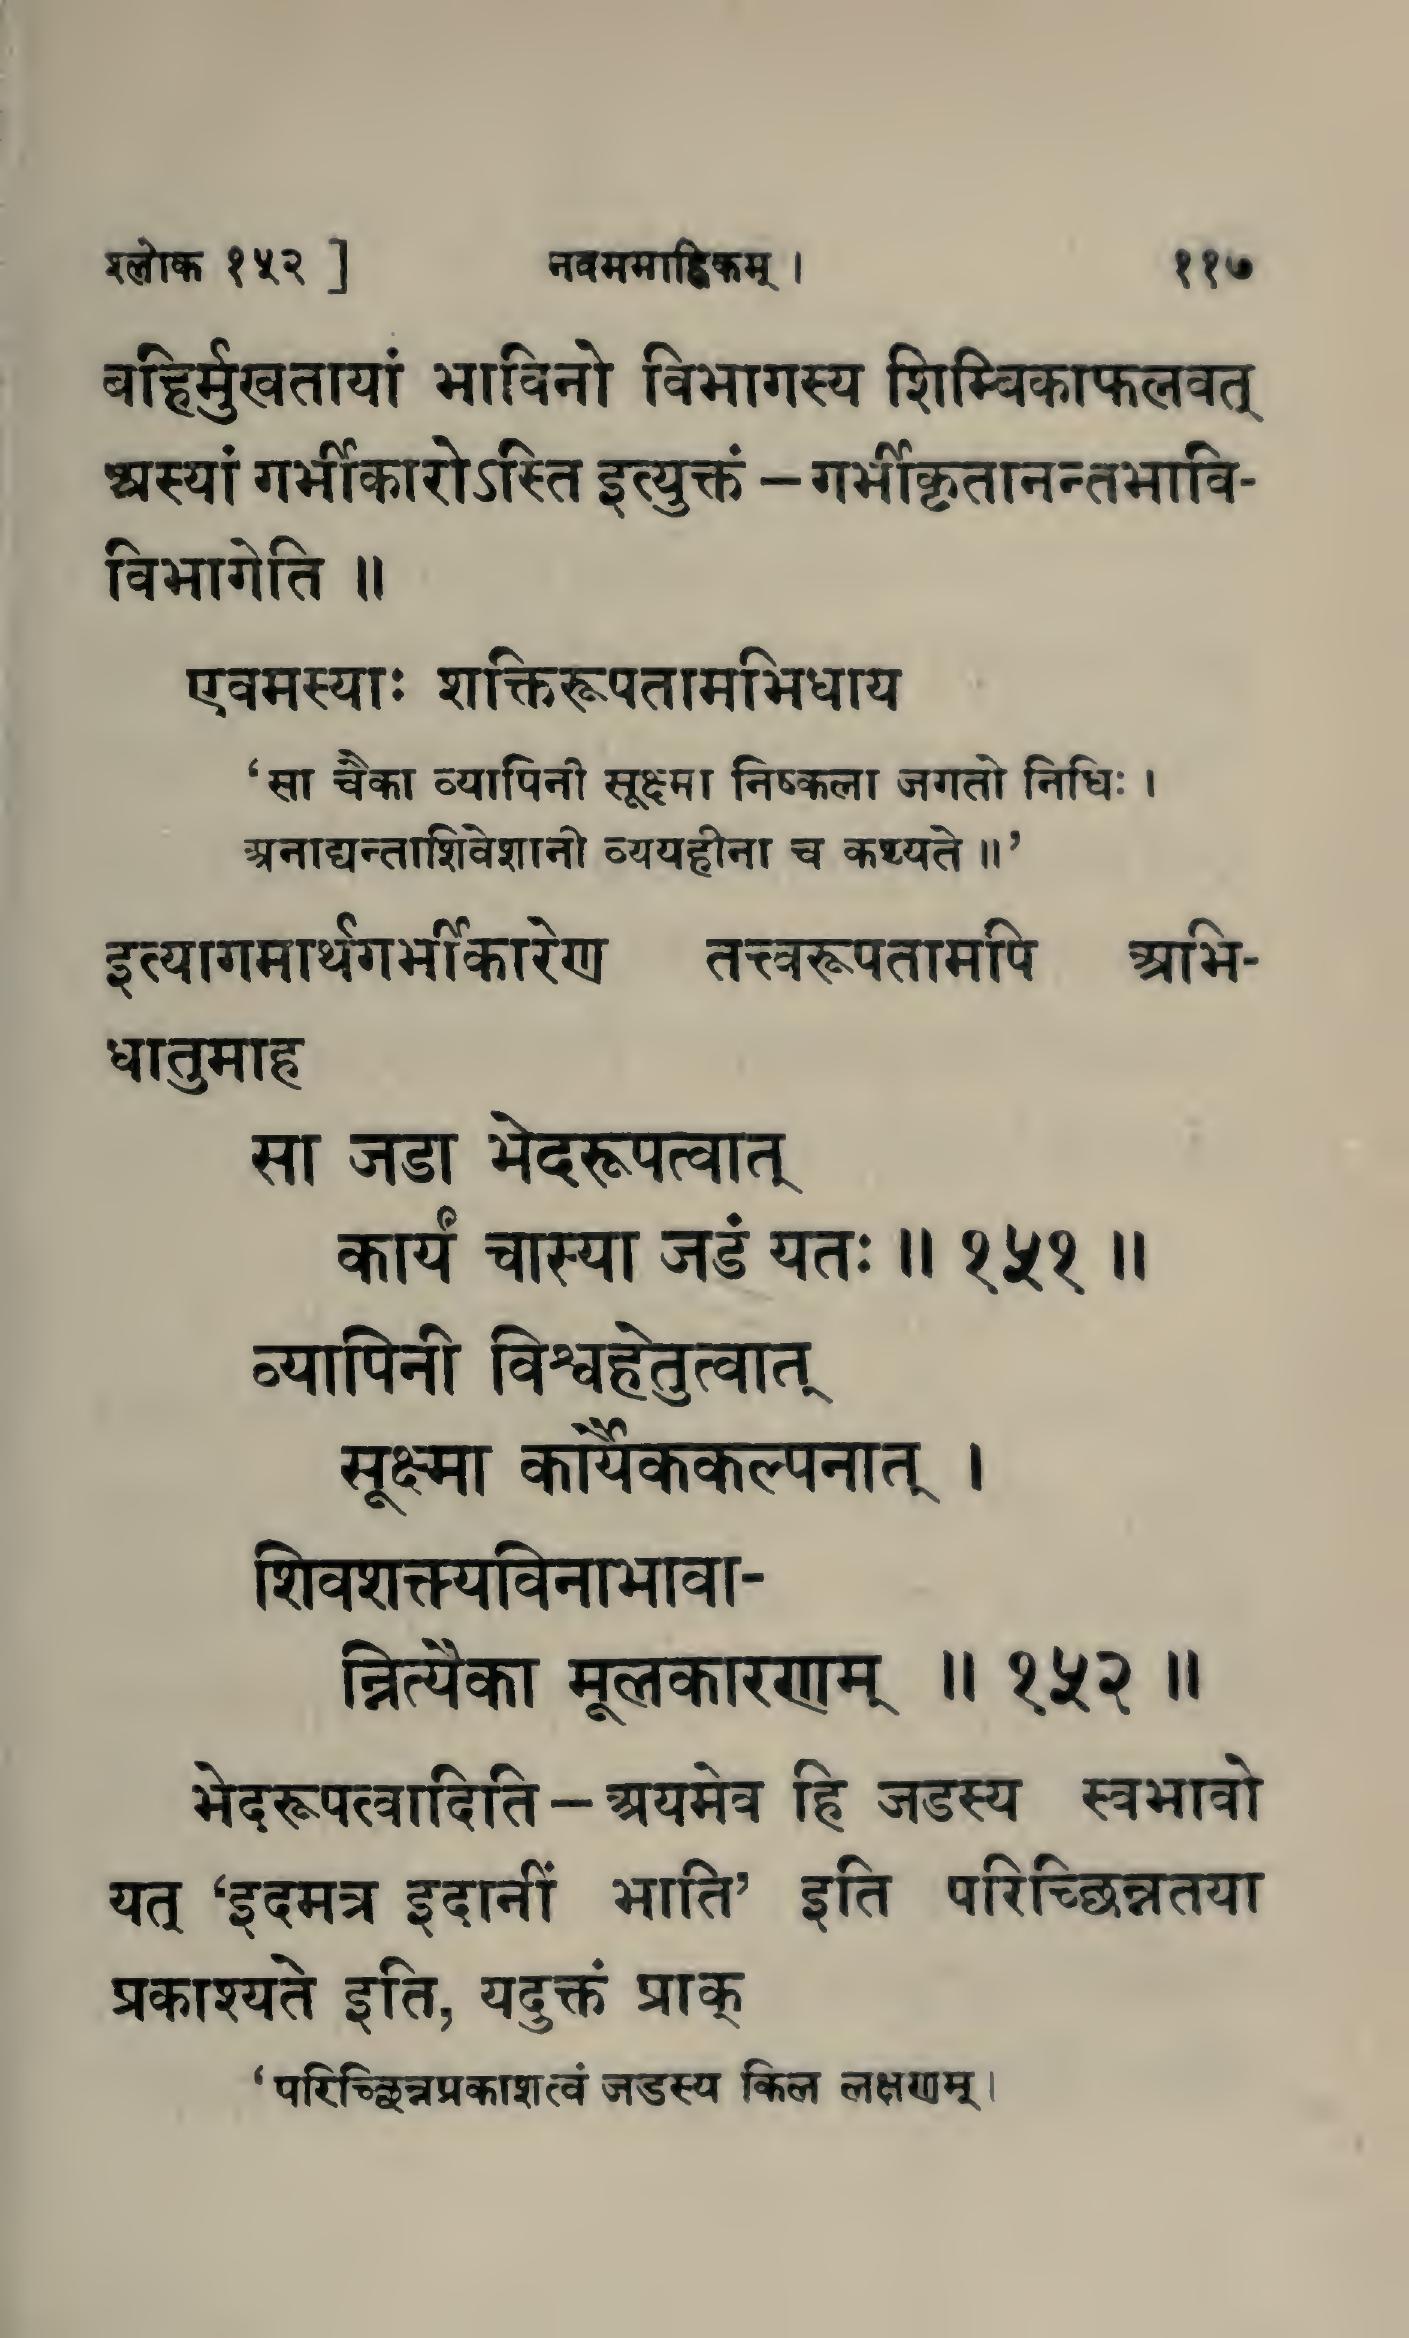 श्लोक १५२ ] नवममाह्निकम् । ११७
बहिर्मुखतायां भाविनो विभागस्य शिम्बिकाफलवत्
अस्यां गर्भीकारोऽस्ति इत्युक्तं – गर्भीकृतानन्तभावि-
विभागेति ॥
एवमस्याः शक्तिरूपतामभिधाय
‘सा चैका व्यापिनी सूक्ष्मा निष्कला जगतो निधिः ।
अनाद्यन्ताशिवेशानी व्ययहीना च कथ्यते ॥’
इत्यागमार्थगर्भीकारेण तत्त्वरूपतामपि अभि-
धातुमाह
सा जडा भेदरूपत्वात्
कार्यं चास्या जडं यतः ॥ १५१ ॥
व्यापिनी विश्वहेतुत्वात्
सूक्ष्मा कार्यैककल्पनात् ।
शिवशक्त्यविनाभावा-
न्नित्यैका मूलकारणम् ॥ १५२ ॥
भेदरूपत्वादिति – अयमेव हि जडस्य स्वभावो
यत् ‘इदमत्र इदानीं भाति’ इति परिच्छिन्नतया
प्रकाश्यते इति, यदुक्तं प्राक्
‘परिच्छिन्नप्रकाशत्वं जडस्य किल लक्षणम् ।